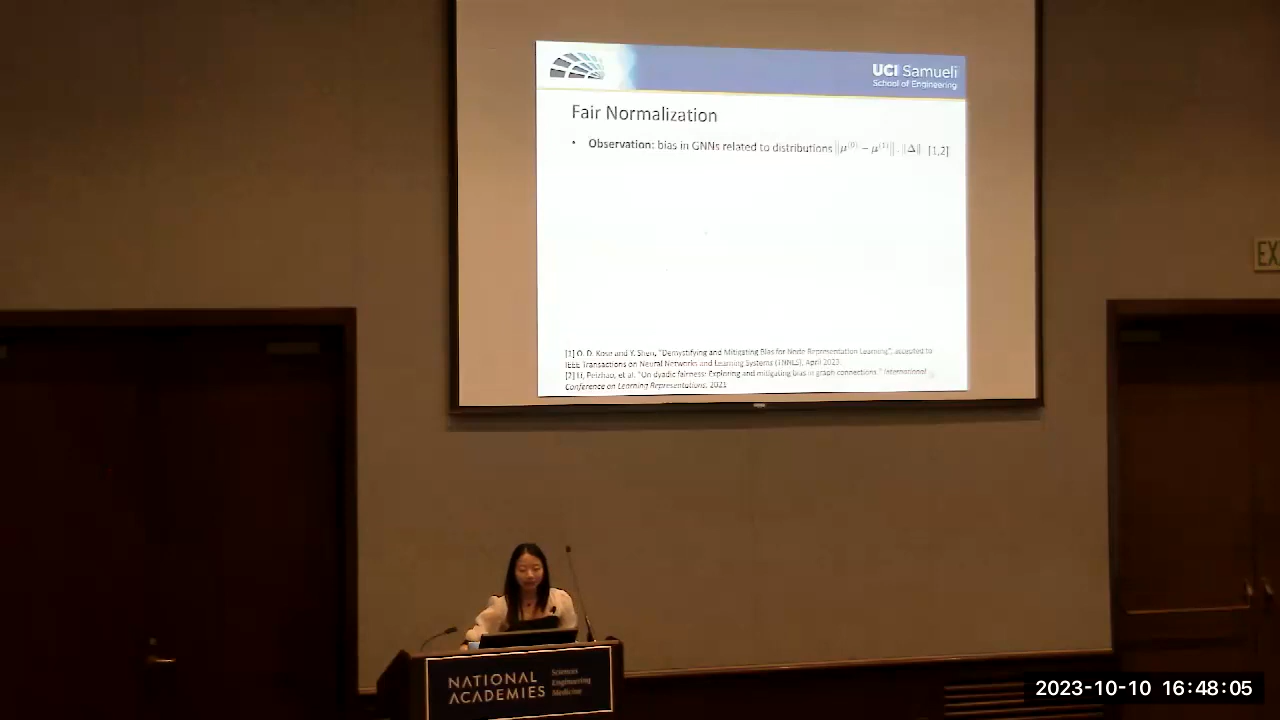 UCI Samueli
School of Engineering
Fair Normalization
• Observation: bias in GNNs related to distributions ||μ⁽⁰⁾ − μ⁽¹⁾||, ||Δ|| [1,2]
[1] O. D. Kose and Y. Shen, "Demystifying and Mitigating Bias for Node Representation Learning", accepted to
IEEE Transactions on Neural Networks and Learning Systems (TNNLS), April 2023.
[2] Li, Peizhao, et al. "On dyadic fairness: Exploring and mitigating bias in graph connections." International
Conference on Learning Representations, 2021
EX
NATIONAL
ACADEMIES
Sciences
Engineering
Medicine
2023-10-10 16:48:05